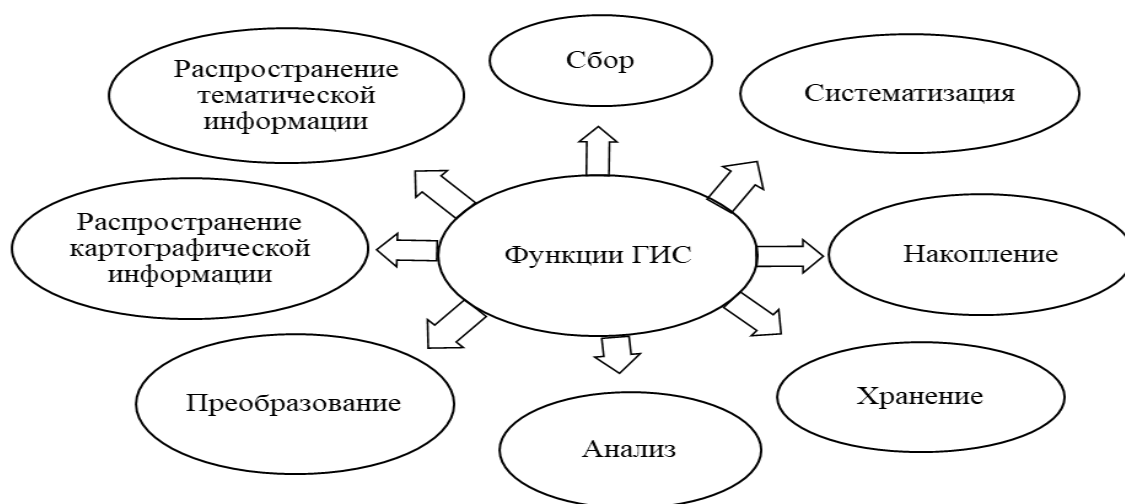 Сбор
Распространение
тематической
информации
Систематизация
Распространение
картографической
информации
Функции ГИС
Накопление
Преобразование
Хранение
Анализ